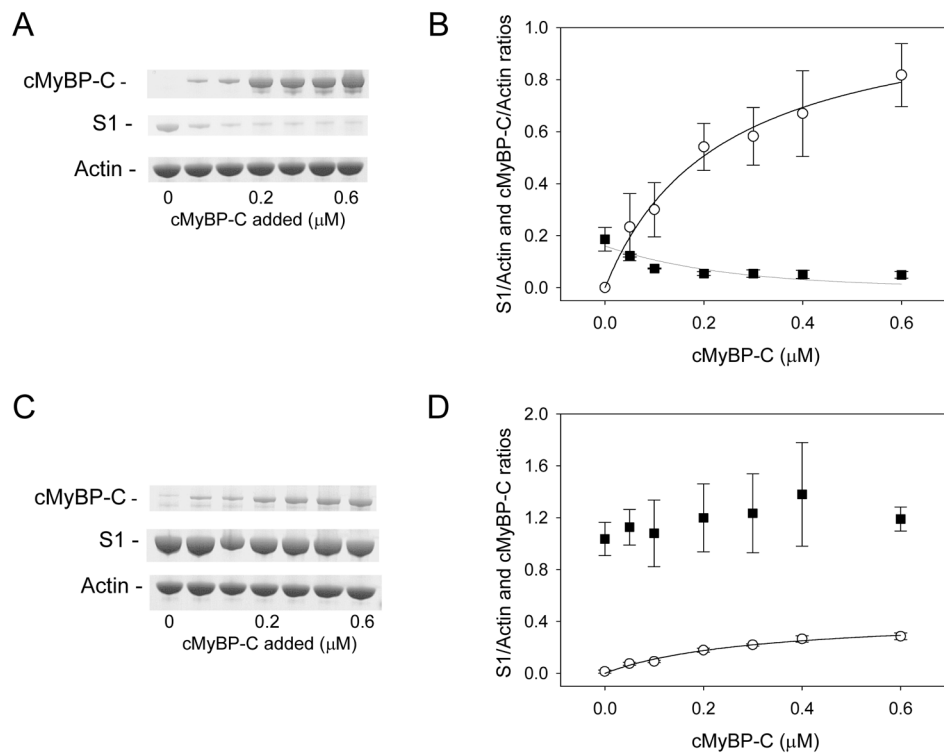 A
cMyBP-C -
S1 -
Actin -
0 0.2 0.6
cMyBP-C added (μM)
B
S1/Actin and cMyBP-C/Actin ratios
1.0
0.8
0.6
0.4
0.2
0.0
0.0 0.2 0.4 0.6
cMyBP-C (μM)
C
cMyBP-C -
S1 -
Actin -
0 0.2 0.6
cMyBP-C added (μM)
D
S1/Actin and cMyBP-C ratios
2.0
1.6
1.2
0.8
0.4
0.0
0.0 0.2 0.4 0.6
cMyBP-C (μM)